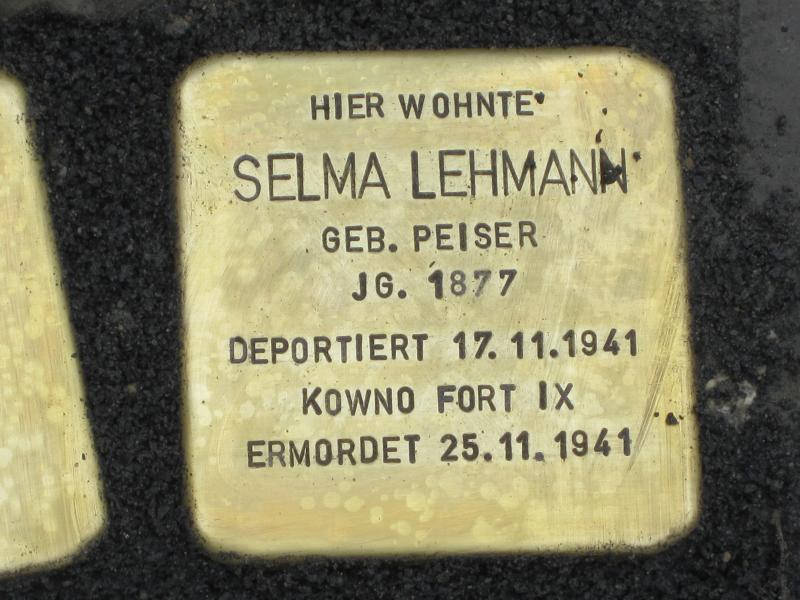 HIER WOHNTE
SELMA LEHMANN
GEB. PEISER
JG. 1877
DEPORTIERT 17.11.1941
KOWNO FORT IX
ERMORDET 25.11.1941